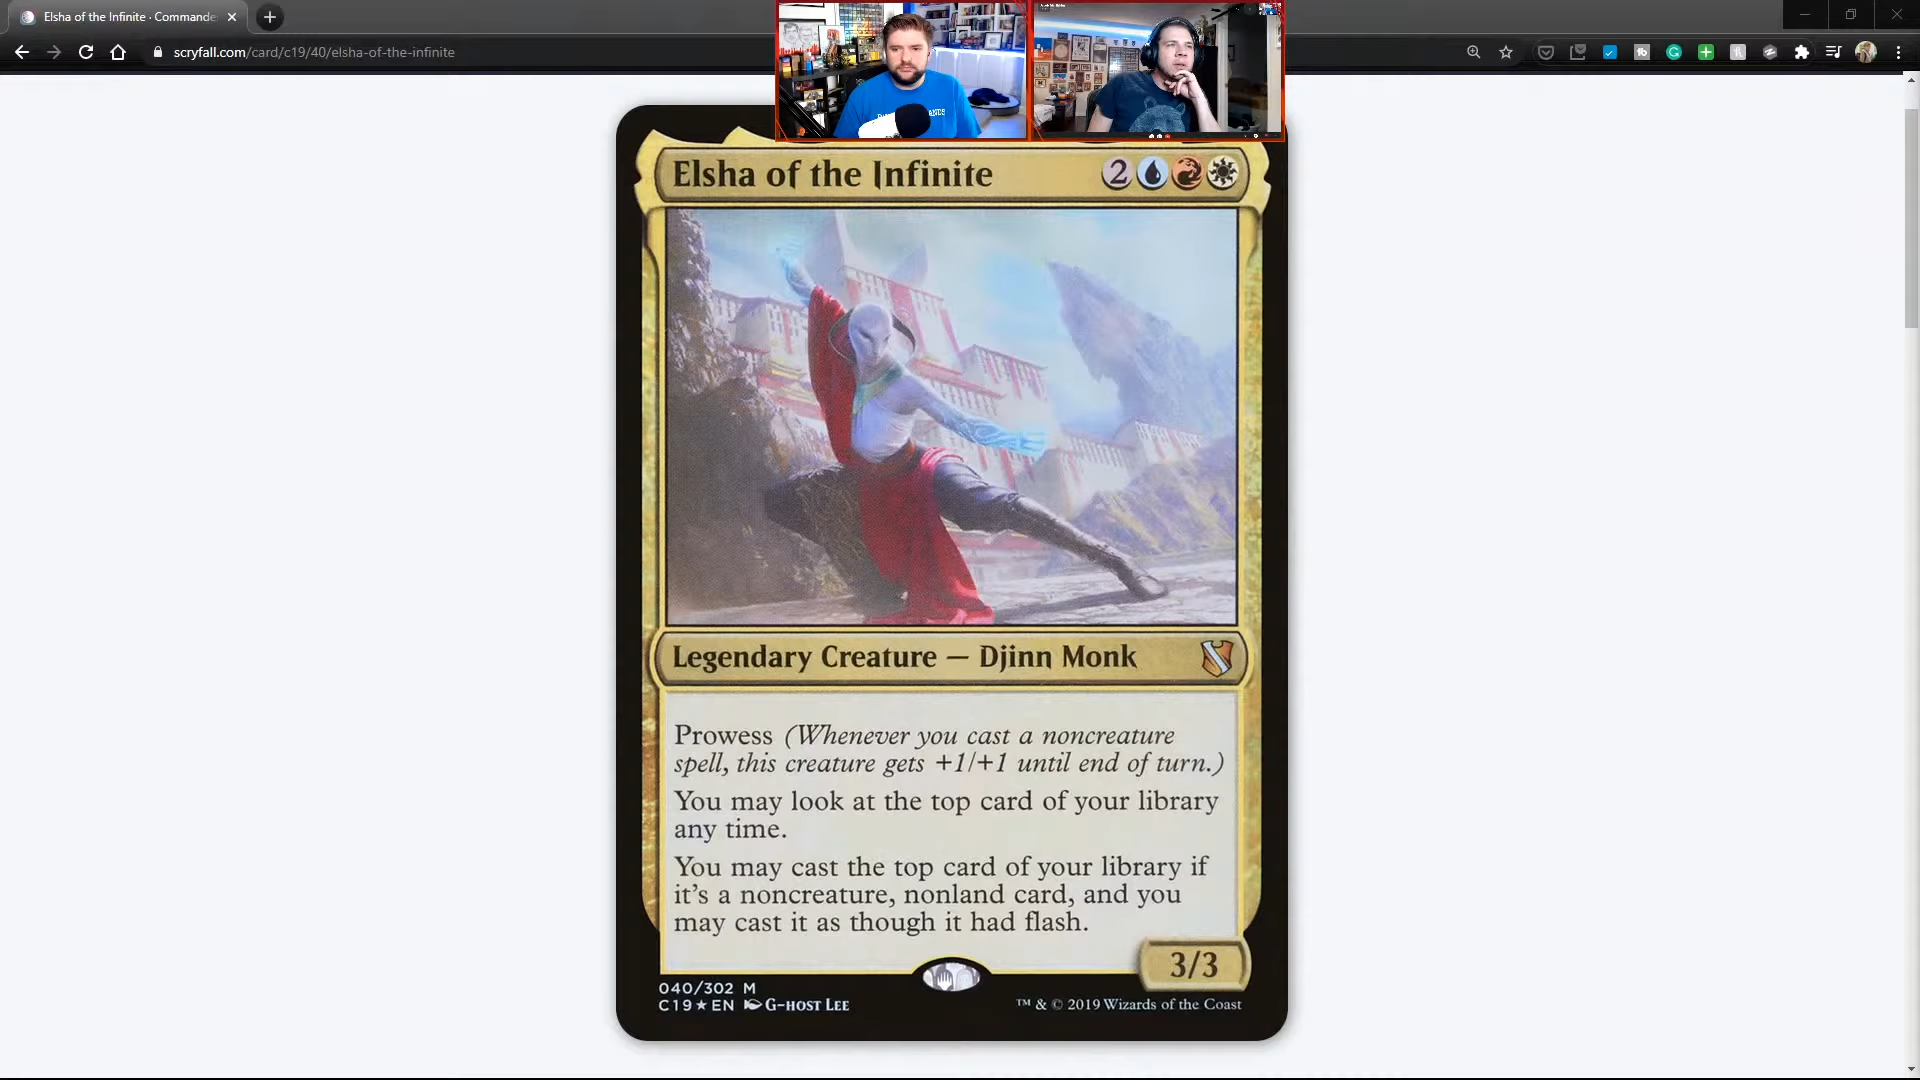 Elsha of the Infinite · Commande
scryfall.com/card/c19/40/elsha-of-the-infinite
Elsha of the Infinite 2
Legendary Creature — Djinn Monk
Prowess (Whenever you cast a noncreature
spell, this creature gets +1/+1 until end of turn.)
You may look at the top card of your library
any time.
You may cast the top card of your library if
it's a noncreature, nonland card, and you
may cast it as though it had flash.
3/3
040/302 M
C19★EN G-host Lee
™ & © 2019 Wizards of the Coast